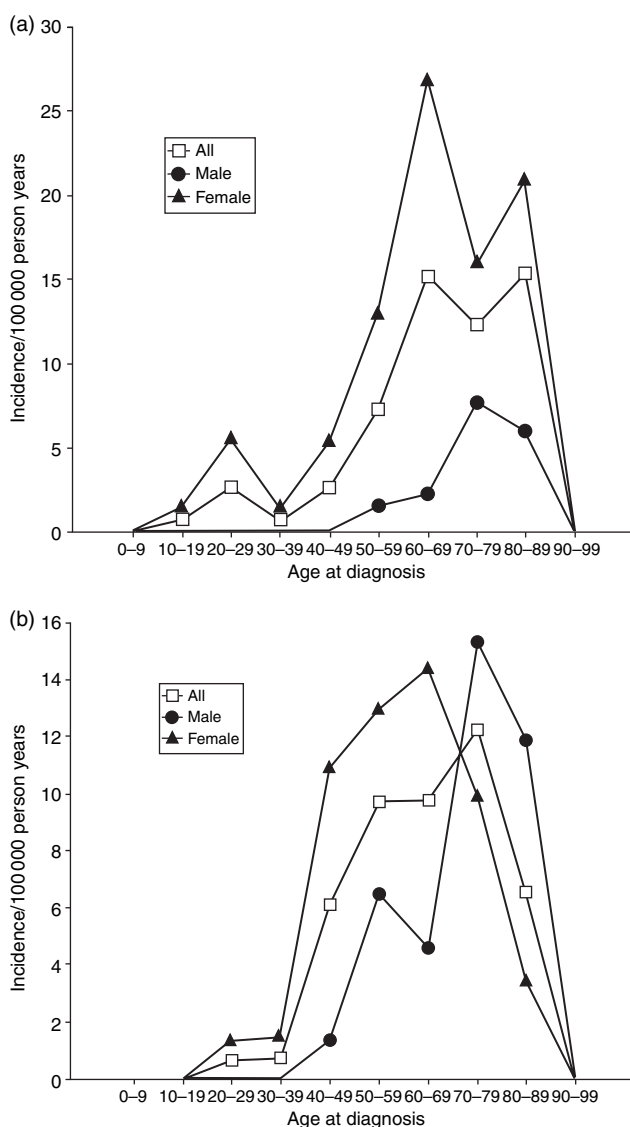 (a)
30
25
20
15
10
5
0
Incidence/100 000 person years
All
Male
Female
0–9 10–19 20–29 30–39 40–49 50–59 60–69 70–79 80–89 90–99
Age at diagnosis
(b)
16
14
12
10
8
6
4
2
0
Incidence/100 000 person years
All
Male
Female
0–9 10–19 20–29 30–39 40–49 50–59 60–69 70–79 80–89 90–99
Age at diagnosis